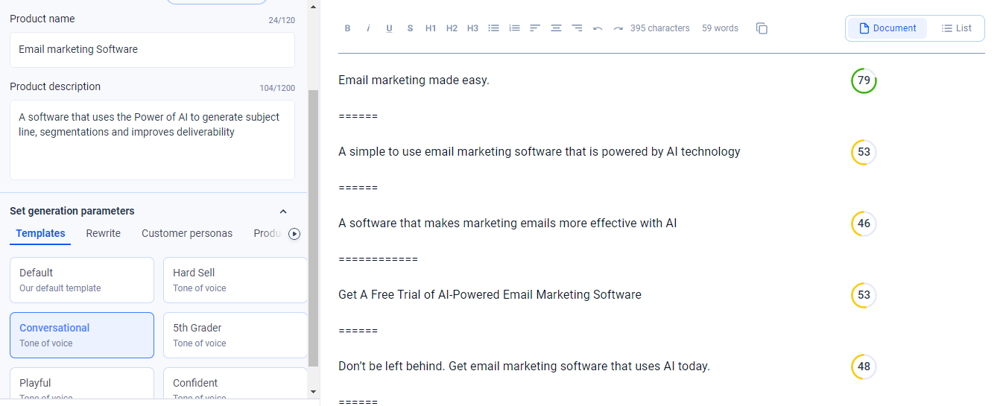 Product name
24/120
Email marketing Software
Product description
104/1200
A software that uses the Power of AI to generate subject
line, segmentations and improves deliverability
Set generation parameters
Templates Rewrite Customer personas Produ
Default
Our default template
Hard Sell
Tone of voice
Conversational
Tone of voice
5th Grader
Tone of voice
Playful
Tone of voice
Confident
Tone of voice
B i U S H1 H2 H3 395 characters 59 words
Document List
Email marketing made easy.
79
======
A simple to use email marketing software that is powered by AI technology
53
======
A software that makes marketing emails more effective with AI
46
============
Get A Free Trial of AI-Powered Email Marketing Software
53
======
Don’t be left behind. Get email marketing software that uses AI today.
48
======